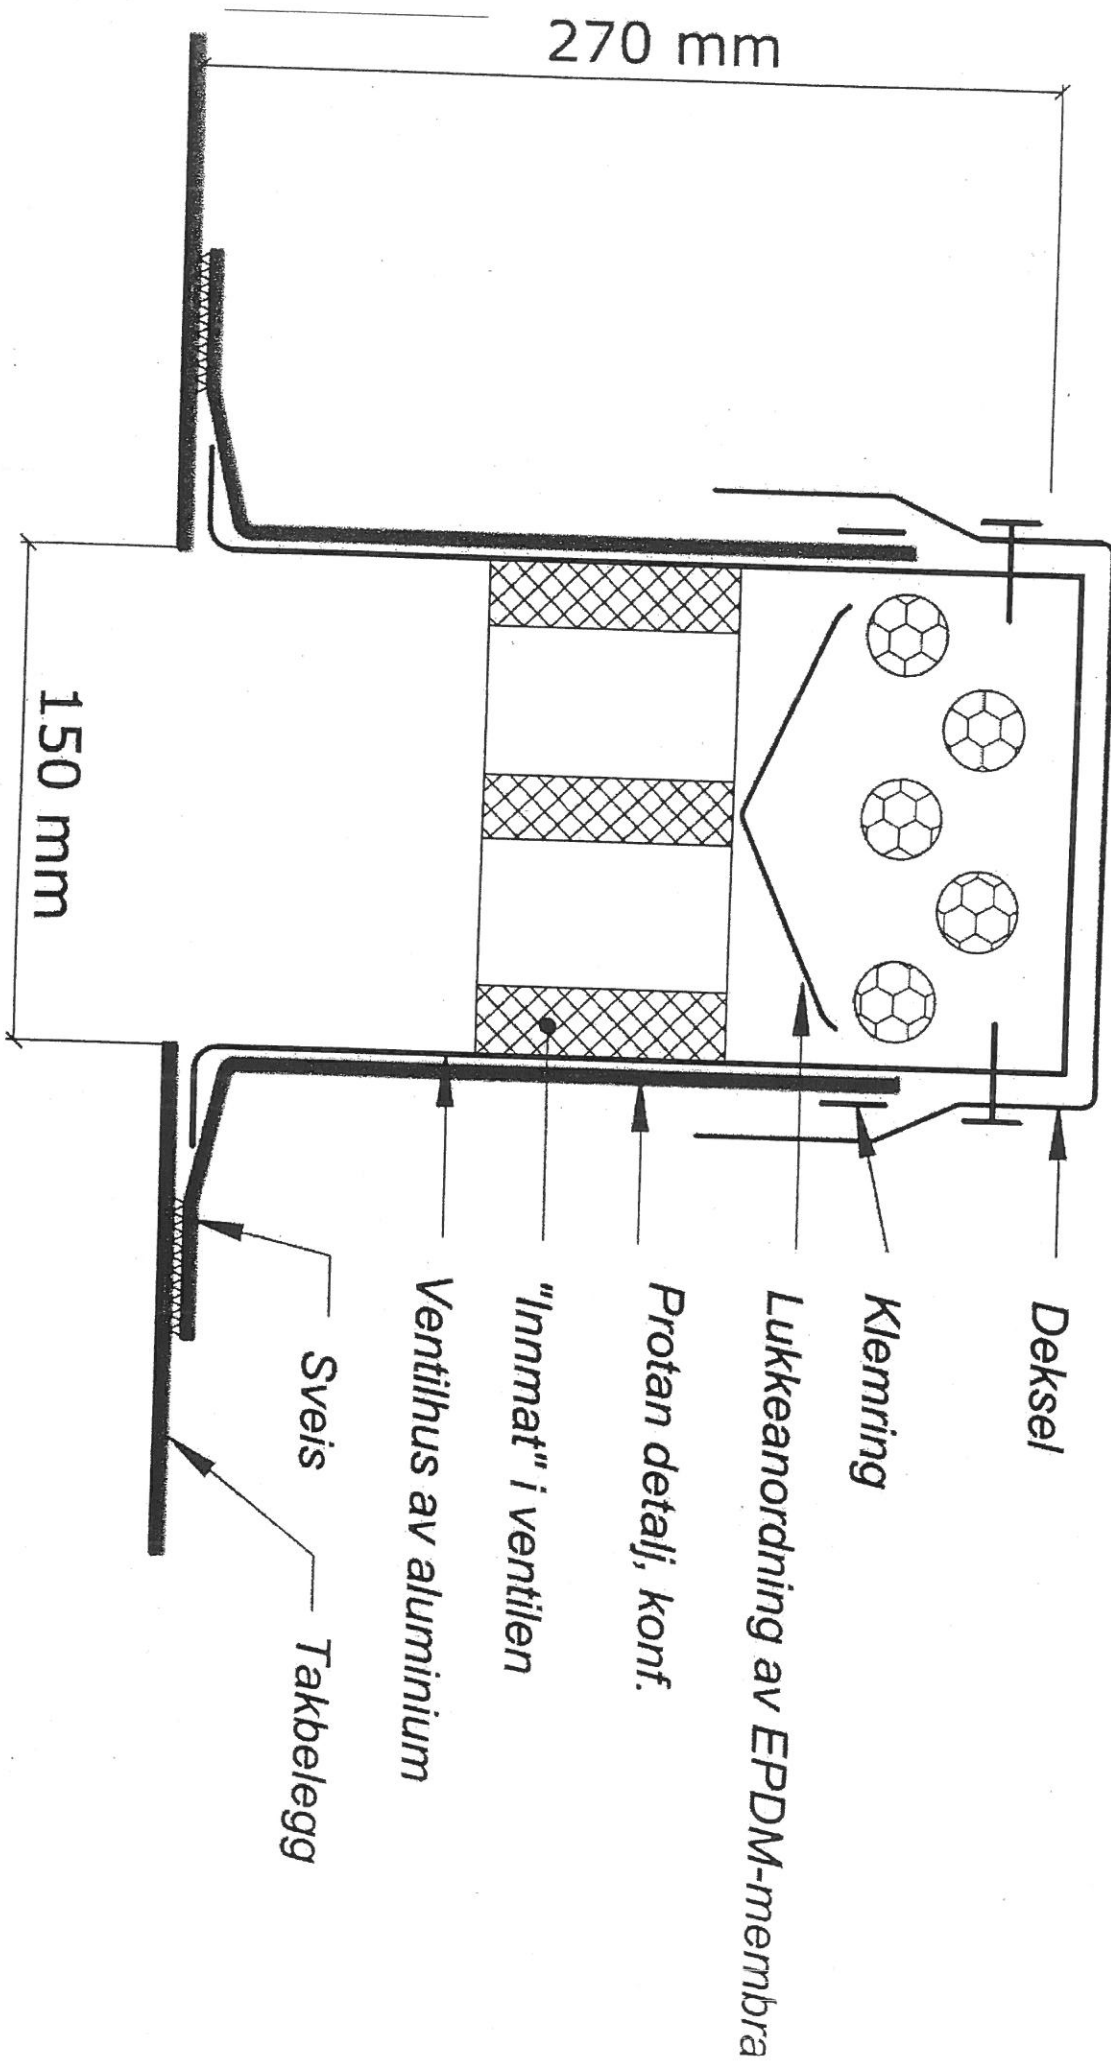 270 mm
Deksel
Klemring
Lukkeanordning av EPDM-membra
Protan detalj, konf.
"Innmat" i ventilen
Ventilhus av aluminium
Sveis
Takbelegg
150 mm